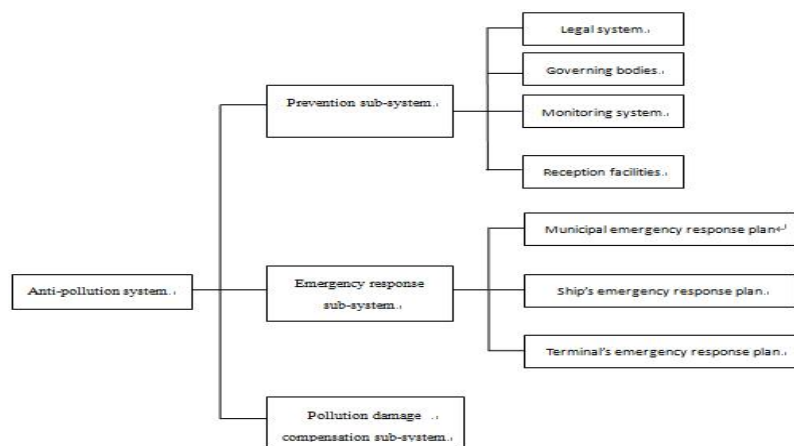 Legal system.
Governing bodies.
Prevention sub-system.
Monitoring system.
Reception facilities.
Municipal emergency response plan
Anti-pollution system.
Emergency response
sub-system.
Ship's emergency response plan.
Terminal's emergency response plan.
Pollution damage .
compensation sub-system.